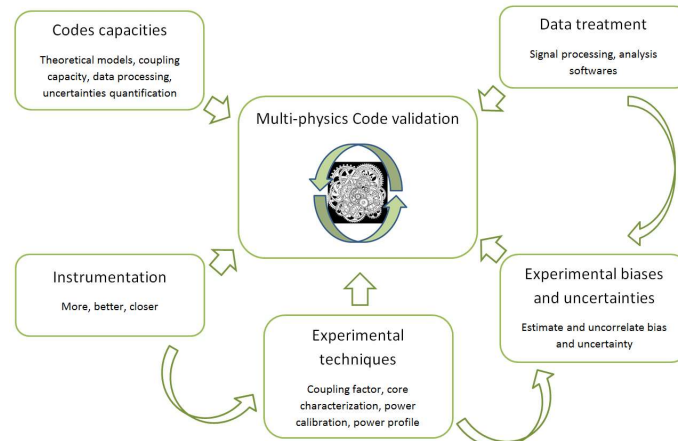 Codes capacities
Theoretical models, coupling
capacity, data processing,
uncertainties quantification
Data treatment
Signal processing, analysis
softwares
Multi-physics Code validation
Instrumentation
More, better, closer
Experimental biases
and uncertainties
Estimate and uncorrelate bias
and uncertainty
Experimental
techniques
Coupling factor, core
characterization, power
calibration, power profile